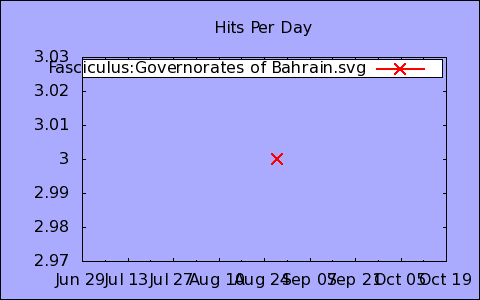 Hits Per Day
Fasciculus:Governorates of Bahrain.svg
3.03
3.02
3.01
3
2.99
2.98
2.97
Jun 29 Jul 13 Jul 27 Aug 10 Aug 24 Sep 07 Sep 21 Oct 05 Oct 19